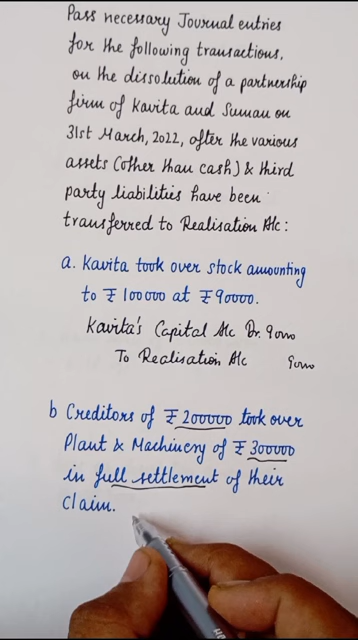 Pass necessary Journal entries
for the following transactions,
on the dissolution of a partnership
firm of Kavita and Suman on
31st March, 2022, after the various
assets (other than cash) & third
party liabilities have been
transferred to Realisation A/c :
a. Kavita took over stock amounting
to ₹ 100000 at ₹ 90000.
Kavita's Capital A/c Dr. 90000
To Realisation A/c 90000
b Creditors of ₹ 200000 took over
Plant & Machinery of ₹ 300000
in full settlement of their
claim.